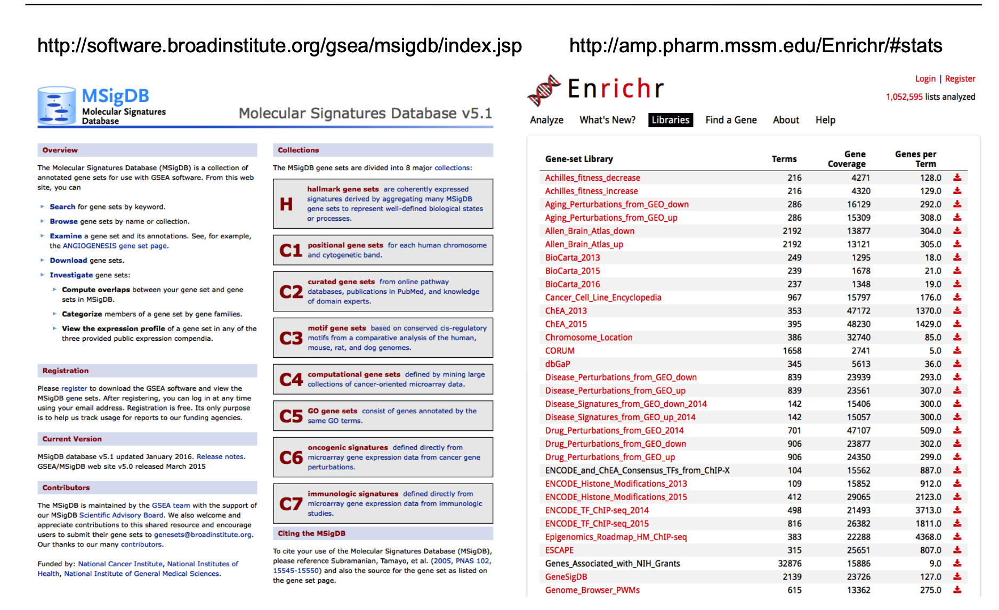 http://software.broadinstitute.org/gsea/msigdb/index.jsp
MSigDB
Molecular Signatures
Database
Molecular Signatures Database v5.1
Overview
The Molecular Signatures Database (MSigDB) is a collection of
annotated gene sets for use with GSEA software. From this web
site, you can
Search for gene sets by keyword.
Browse gene sets by name or collection.
Examine a gene set and its annotations. See, for example,
the ANGIOGENESIS gene set page.
Download gene sets.
Investigate gene sets:
Compute overlaps between your gene set and gene
sets in MSigDB.
Categorize members of a gene set by gene families.
View the expression profile of a gene set in any of the
three provided public expression compendia.
Registration
Please register to download the GSEA software and view the
MSigDB gene sets. After registering, you can log in at any time
using your email address. Registration is free. Its only purpose
is to help us track usage for reports to our funding agencies.
Current Version
MSigDB database v5.1 updated January 2016. Release notes.
GSEA/MSigDB web site v5.0 released March 2015
Contributors
The MSigDB is maintained by the GSEA team with the support of
our MSigDB Scientific Advisory Board. We also welcome and
appreciate contributions to this shared resource and encourage
users to submit their gene sets to genesets@broadinstitute.org.
Our thanks to our many contributors.
Funded by: National Cancer Institute, National Institutes of
Health, National Institute of General Medical Sciences.
Collections
The MSigDB gene sets are divided into 8 major collections:
H
hallmark gene sets are coherently expressed
signatures derived by aggregating many MSigDB
gene sets to represent well-defined biological states
or processes.
C1
positional gene sets for each human chromosome
and cytogenetic band.
C2
curated gene sets from online pathway
databases, publications in PubMed, and knowledge
of domain experts.
C3
motif gene sets based on conserved cis-regulatory
motifs from a comparative analysis of the human,
mouse, rat, and dog genomes.
C4
computational gene sets defined by mining large
collections of cancer-oriented microarray data.
C5
GO gene sets consist of genes annotated by the
same GO terms.
C6
oncogenic signatures defined directly from
microarray gene expression data from cancer gene
perturbations.
C7
immunologic signatures defined directly from
microarray gene expression data from immunologic
studies.
Citing the MSigDB
To cite your use of the Molecular Signatures Database (MSigDB),
please reference Subramanian, Tamayo, et al. (2005, PNAS 102,
15545-15550) and also the source for the gene set as listed on
the gene set page.
http://amp.pharm.mssm.edu/Enrichr/#stats
Enrichr
Login | Register
1,052,595 lists analyzed
Analyze What's New? Libraries Find a Gene About Help
Gene-set Library Terms Gene Coverage Genes per Term
Achilles_fitness_decrease 216 4271 128.0
Achilles_fitness_increase 216 4320 129.0
Aging_Perturbations_from_GEO_down 286 16129 292.0
Aging_Perturbations_from_GEO_up 286 15309 308.0
Allen_Brain_Atlas_down 2192 13877 304.0
Allen_Brain_Atlas_up 2192 13121 305.0
BioCarta_2013 249 1295 18.0
BioCarta_2015 239 1678 21.0
BioCarta_2016 237 1348 19.0
Cancer_Cell_Line_Encyclopedia 967 15797 176.0
ChEA_2013 353 47172 1370.0
ChEA_2015 395 48230 1429.0
Chromosome_Location 386 32740 85.0
CORUM 1658 2741 5.0
dbGaP 345 5613 36.0
Disease_Perturbations_from_GEO_down 839 23939 293.0
Disease_Perturbations_from_GEO_up 839 23561 307.0
Disease_Signatures_from_GEO_down_2014 142 15406 300.0
Disease_Signatures_from_GEO_up_2014 142 15057 300.0
Drug_Perturbations_from_GEO_2014 701 47107 509.0
Drug_Perturbations_from_GEO_down 906 23877 302.0
Drug_Perturbations_from_GEO_up 906 24350 299.0
ENCODE_and_ChEA_Consensus_TFs_from_ChIP-X 104 15562 887.0
ENCODE_Histone_Modifications_2013 109 15852 912.0
ENCODE_Histone_Modifications_2015 412 29065 2123.0
ENCODE_TF_ChIP-seq_2014 498 21493 3713.0
ENCODE_TF_ChIP-seq_2015 816 26382 1811.0
Epigenomics_Roadmap_HM_ChIP-seq 383 22288 4368.0
ESCAPE 315 25651 807.0
Genes_Associated_with_NIH_Grants 32876 15886 9.0
GeneSigDB 2139 23726 127.0
Genome_Browser_PWMs 615 13362 275.0